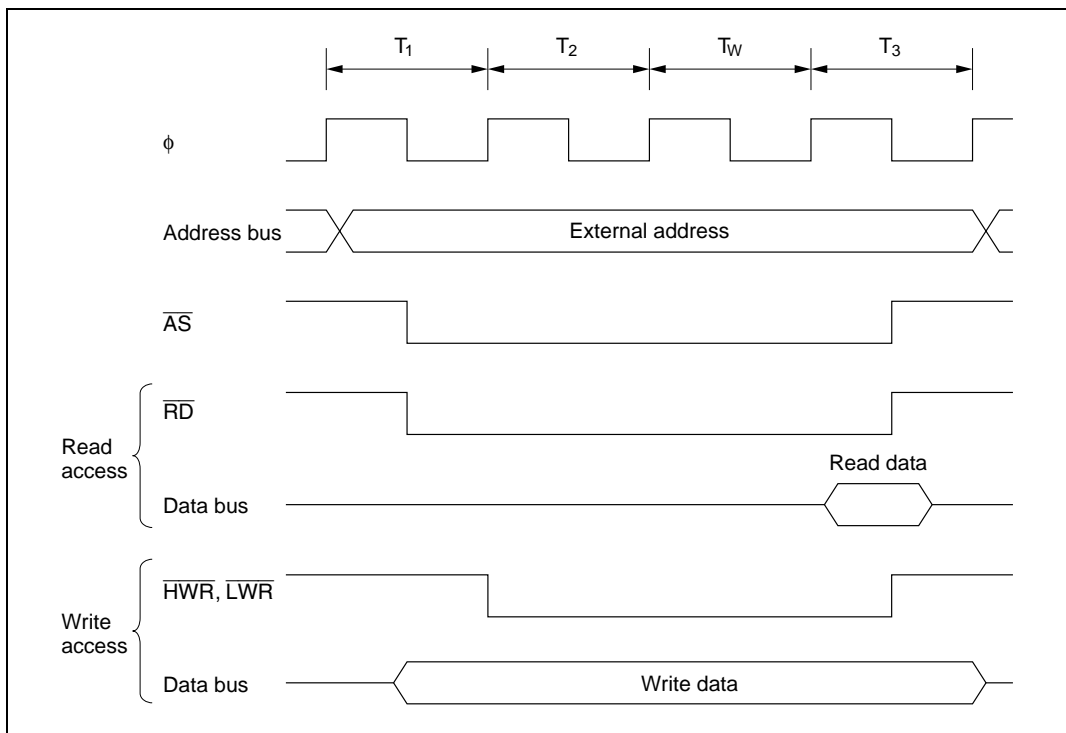 T1 T2 TW T3
φ
Address bus External address
AS
Read access
RD
Read data
Data bus
Write access
HWR, LWR
Data bus Write data